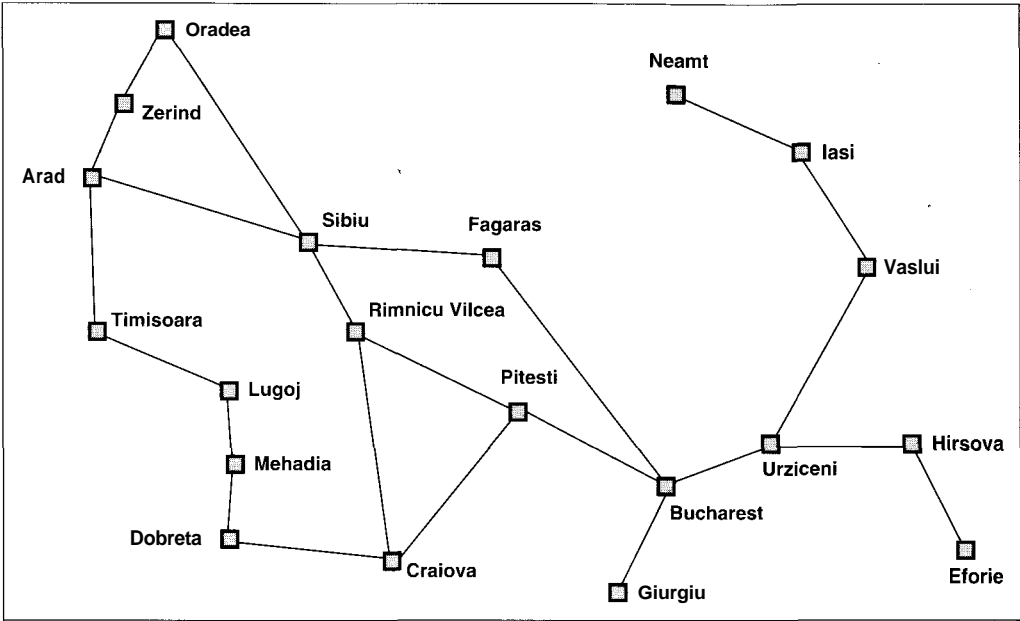 Oradea
Neamt
Zerind
Iasi
Arad
Sibiu
Fagaras
Vaslui
Timisoara
Rimnicu Vilcea
Pitesti
Lugoj
Hirsova
Mehadia
Urziceni
Bucharest
Dobreta
Craiova
Eforie
Giurgiu